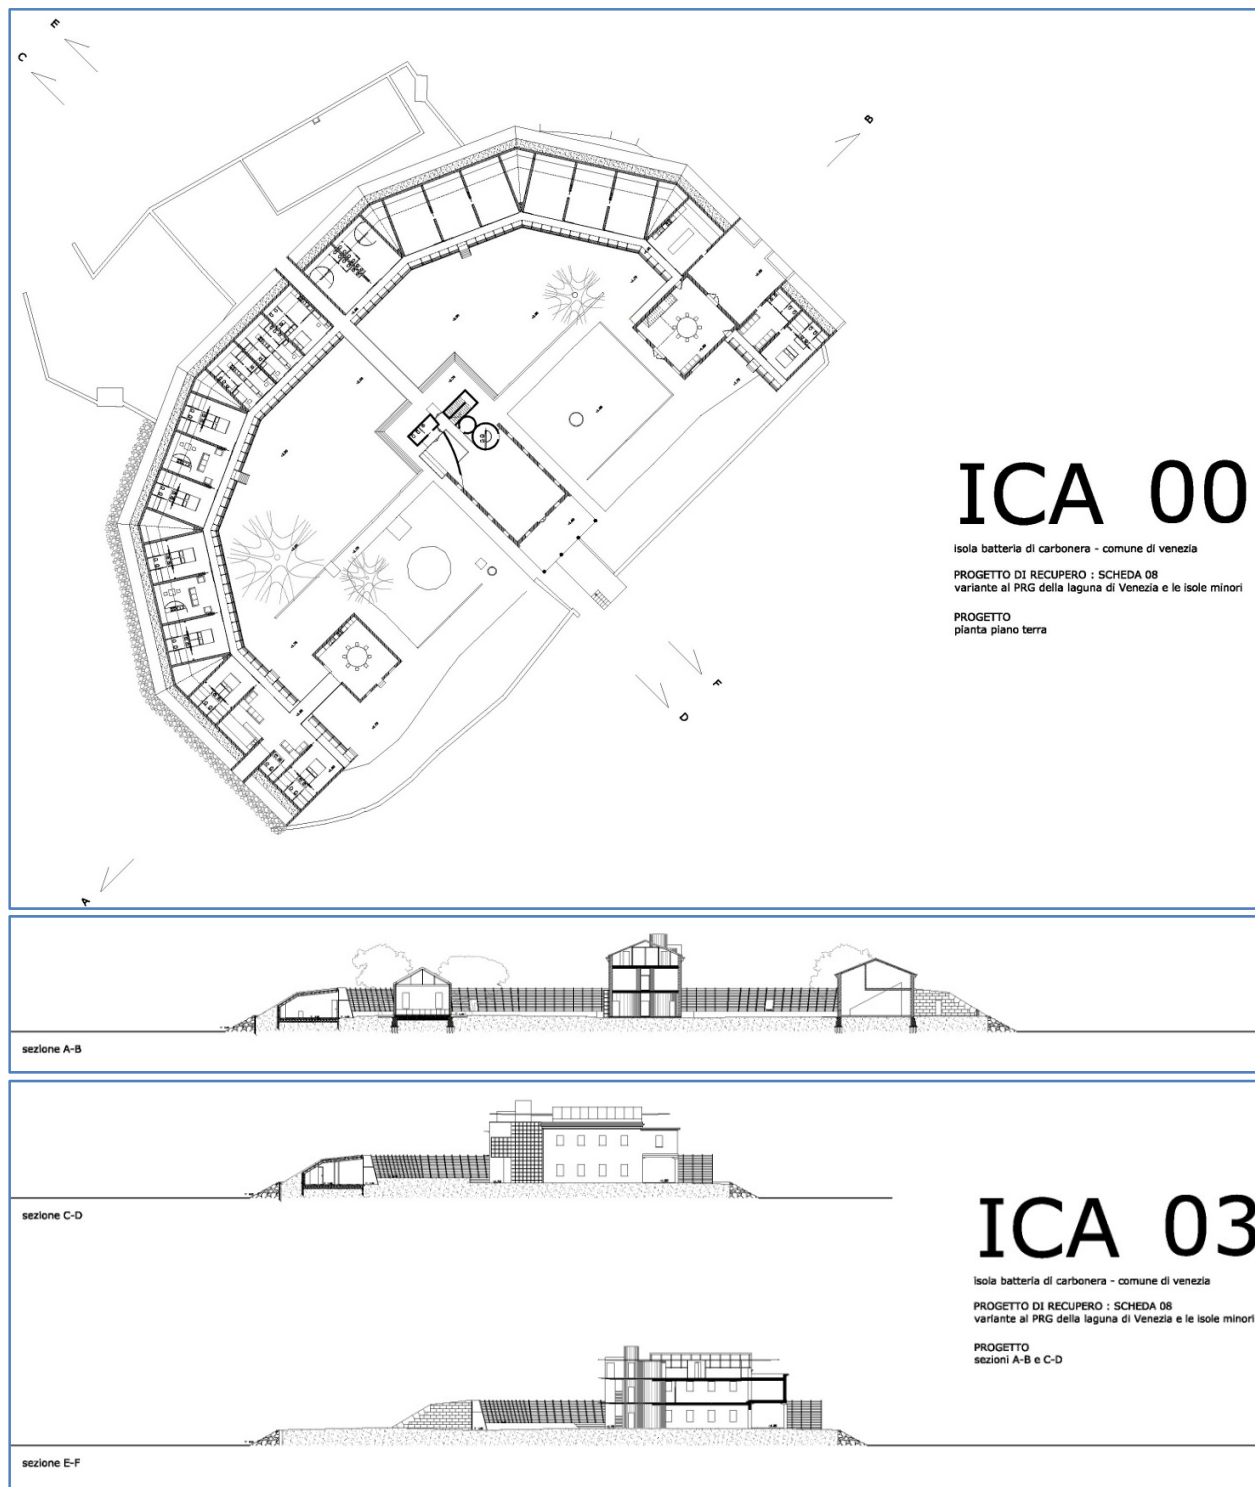 E
C
B
ICA 00
isola batteria di carbonera - comune di venezia
PROGETTO DI RECUPERO : SCHEDA 08
variante al PRG della laguna di Venezia e le isole minori
PROGETTO
pianta piano terra
F
D
A
sezione A-B
sezione C-D
ICA 03
isola batteria di carbonera - comune di venezia
PROGETTO DI RECUPERO : SCHEDA 08
variante al PRG della laguna di Venezia e le isole minori
PROGETTO
sezioni A-B e C-D
sezione E-F